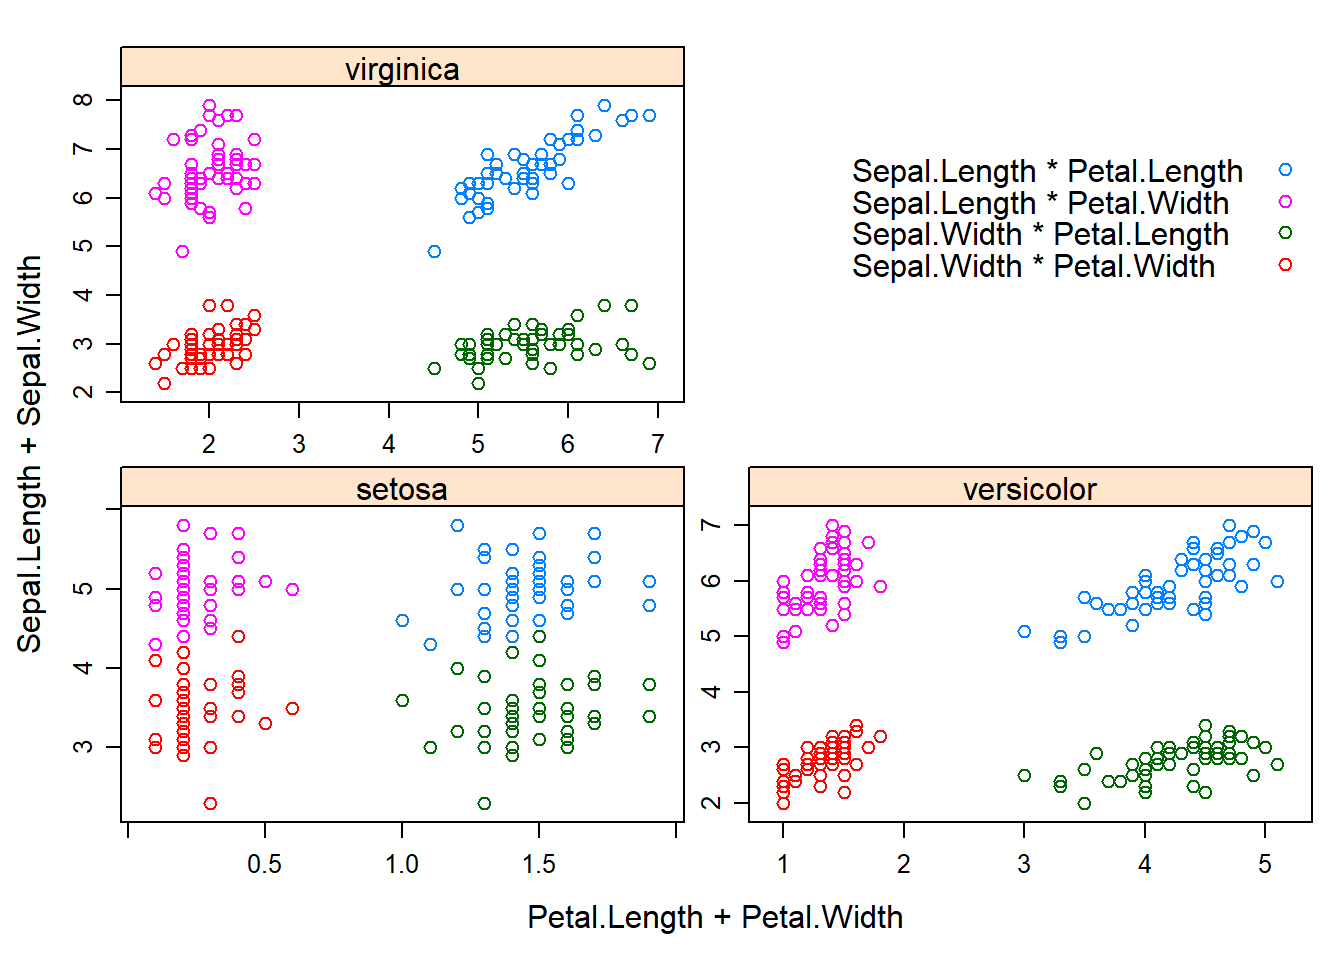 virginica
8
7
6
5
4
3
2
2 3 4 5 6 7
Sepal.Length * Petal.Length
Sepal.Length * Petal.Width
Sepal.Width * Petal.Length
Sepal.Width * Petal.Width
Sepal.Length + Sepal.Width
setosa
5
4
3
0.5 1.0 1.5
versicolor
7
6
5
4
3
2
1 2 3 4 5
Petal.Length + Petal.Width